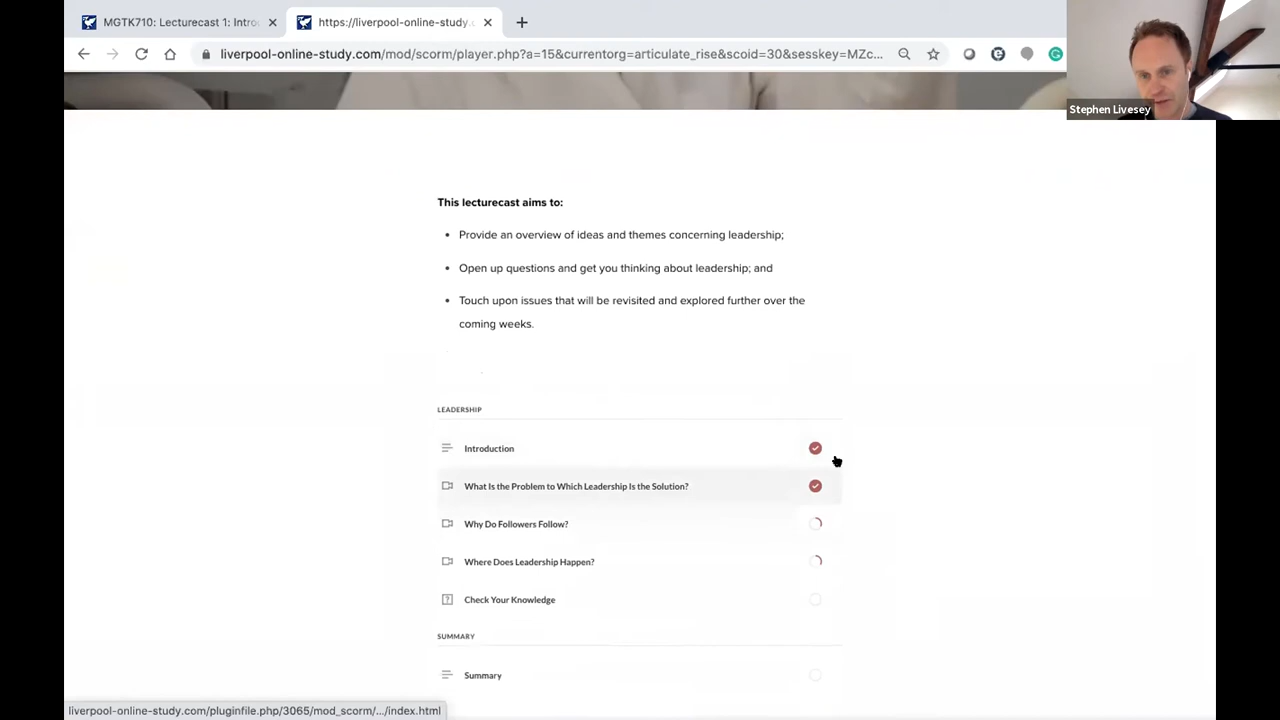 MGTK710: Lecturecast 1: Intro
https://liverpool-online-study.
liverpool-online-study.com/mod/scorm/player.php?a=15&currentorg=articulate_rise&scoid=30&sesskey=MZc...
Stephen Livesey
This lecturecast aims to:
• Provide an overview of ideas and themes concerning leadership;
• Open up questions and get you thinking about leadership; and
• Touch upon issues that will be revisited and explored further over the
coming weeks.
LEADERSHIP
Introduction
What Is the Problem to Which Leadership Is the Solution?
Why Do Followers Follow?
Where Does Leadership Happen?
Check Your Knowledge
SUMMARY
Summary
liverpool-online-study.com/pluginfile.php/3065/mod_scorm/.../index.html